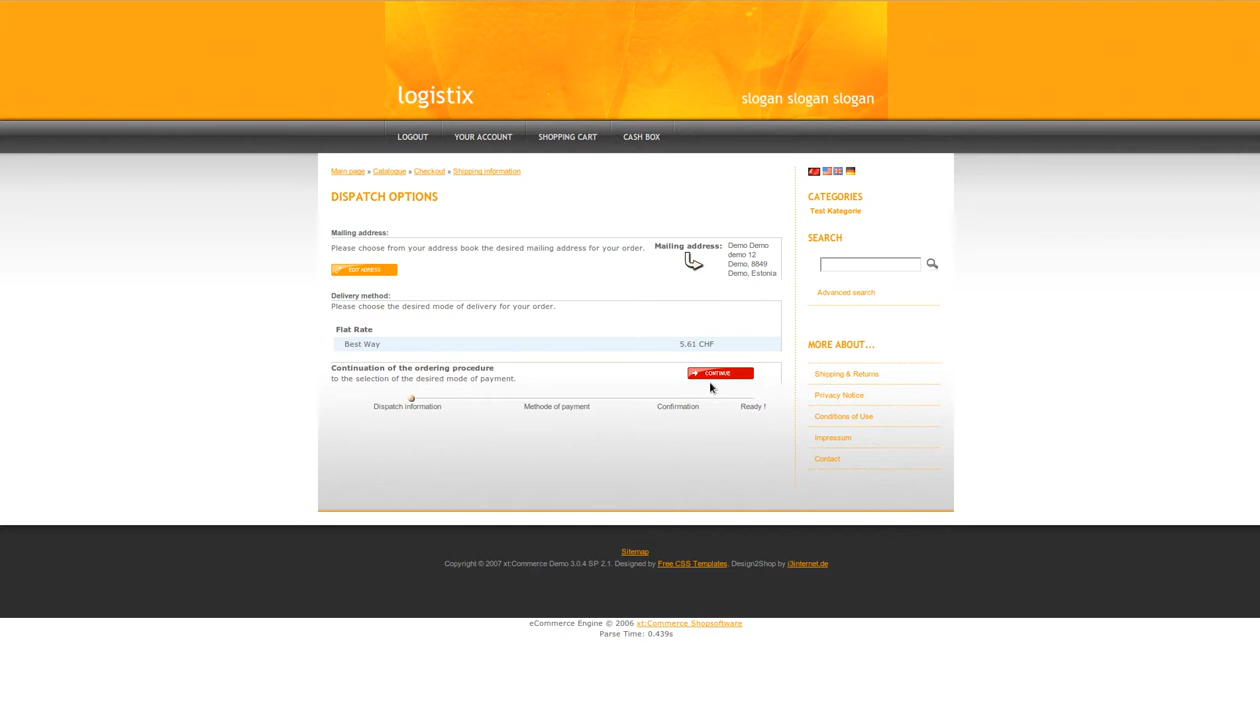 logistix
slogan slogan slogan
LOGOUT YOUR ACCOUNT SHOPPING CART CASH BOX
Main page » Catalogue » Checkout » Shipping information
DISPATCH OPTIONS
Mailing address:
Please choose from your address book the desired mailing address for your order.
EDIT ADRESS
Mailing address:
Demo Demo
demo 12
Demo, 8849
Demo, Estonia
Delivery method:
Please choose the desired mode of delivery for your order.
Flat Rate
Best Way 5.61 CHF
Continuation of the ordering procedure
to the selection of the desired mode of payment.
CONTINUE
Dispatch information Methode of payment Confirmation Ready !
CATEGORIES
Test Kategorie
SEARCH
Advanced search
MORE ABOUT...
Shipping & Returns
Privacy Notice
Conditions of Use
Impressum
Contact
Sitemap
Copyright © 2007 xt:Commerce Demo 3.0.4 SP 2.1. Designed by Free CSS Templates. Design2Shop by i3internet.de
eCommerce Engine © 2006 xt:Commerce Shopsoftware
Parse Time: 0.439s